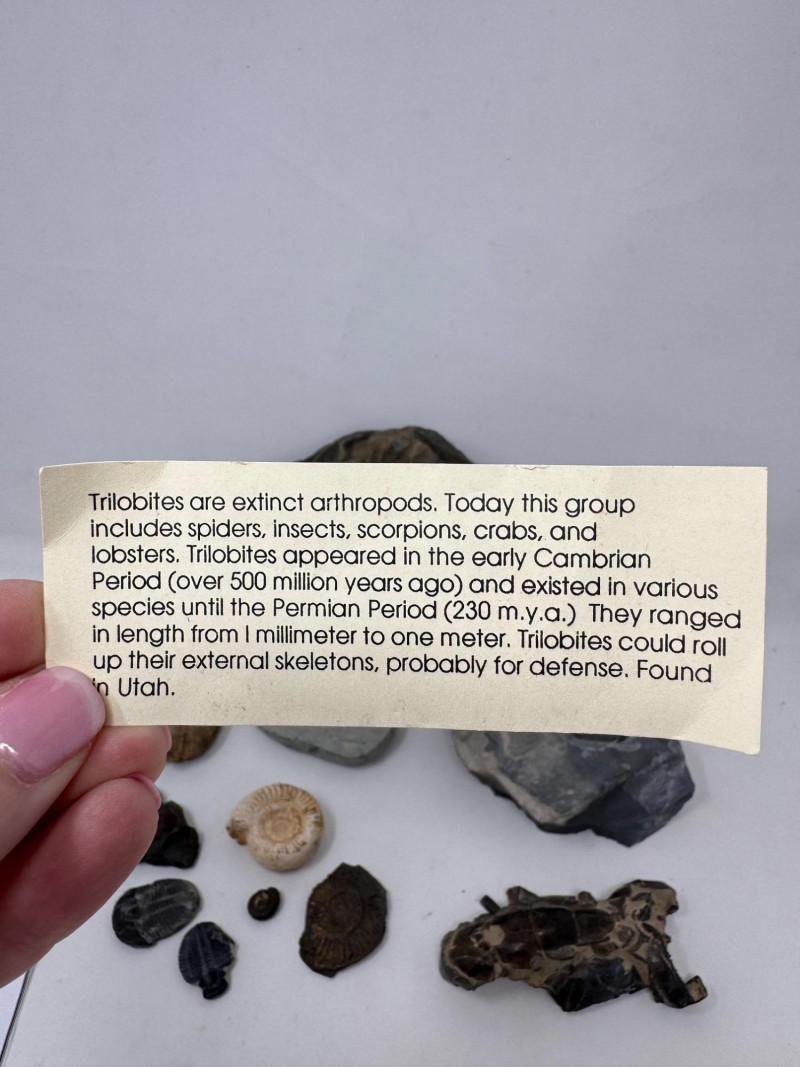 Trilobites are extinct arthropods. Today this group
includes spiders, insects, scorpions, crabs, and
lobsters. Trilobites appeared in the early Cambrian
Period (over 500 million years ago) and existed in various
species until the Permian Period (230 m.y.a.) They ranged
in length from 1 millimeter to one meter. Trilobites could roll
up their external skeletons, probably for defense. Found
in Utah.